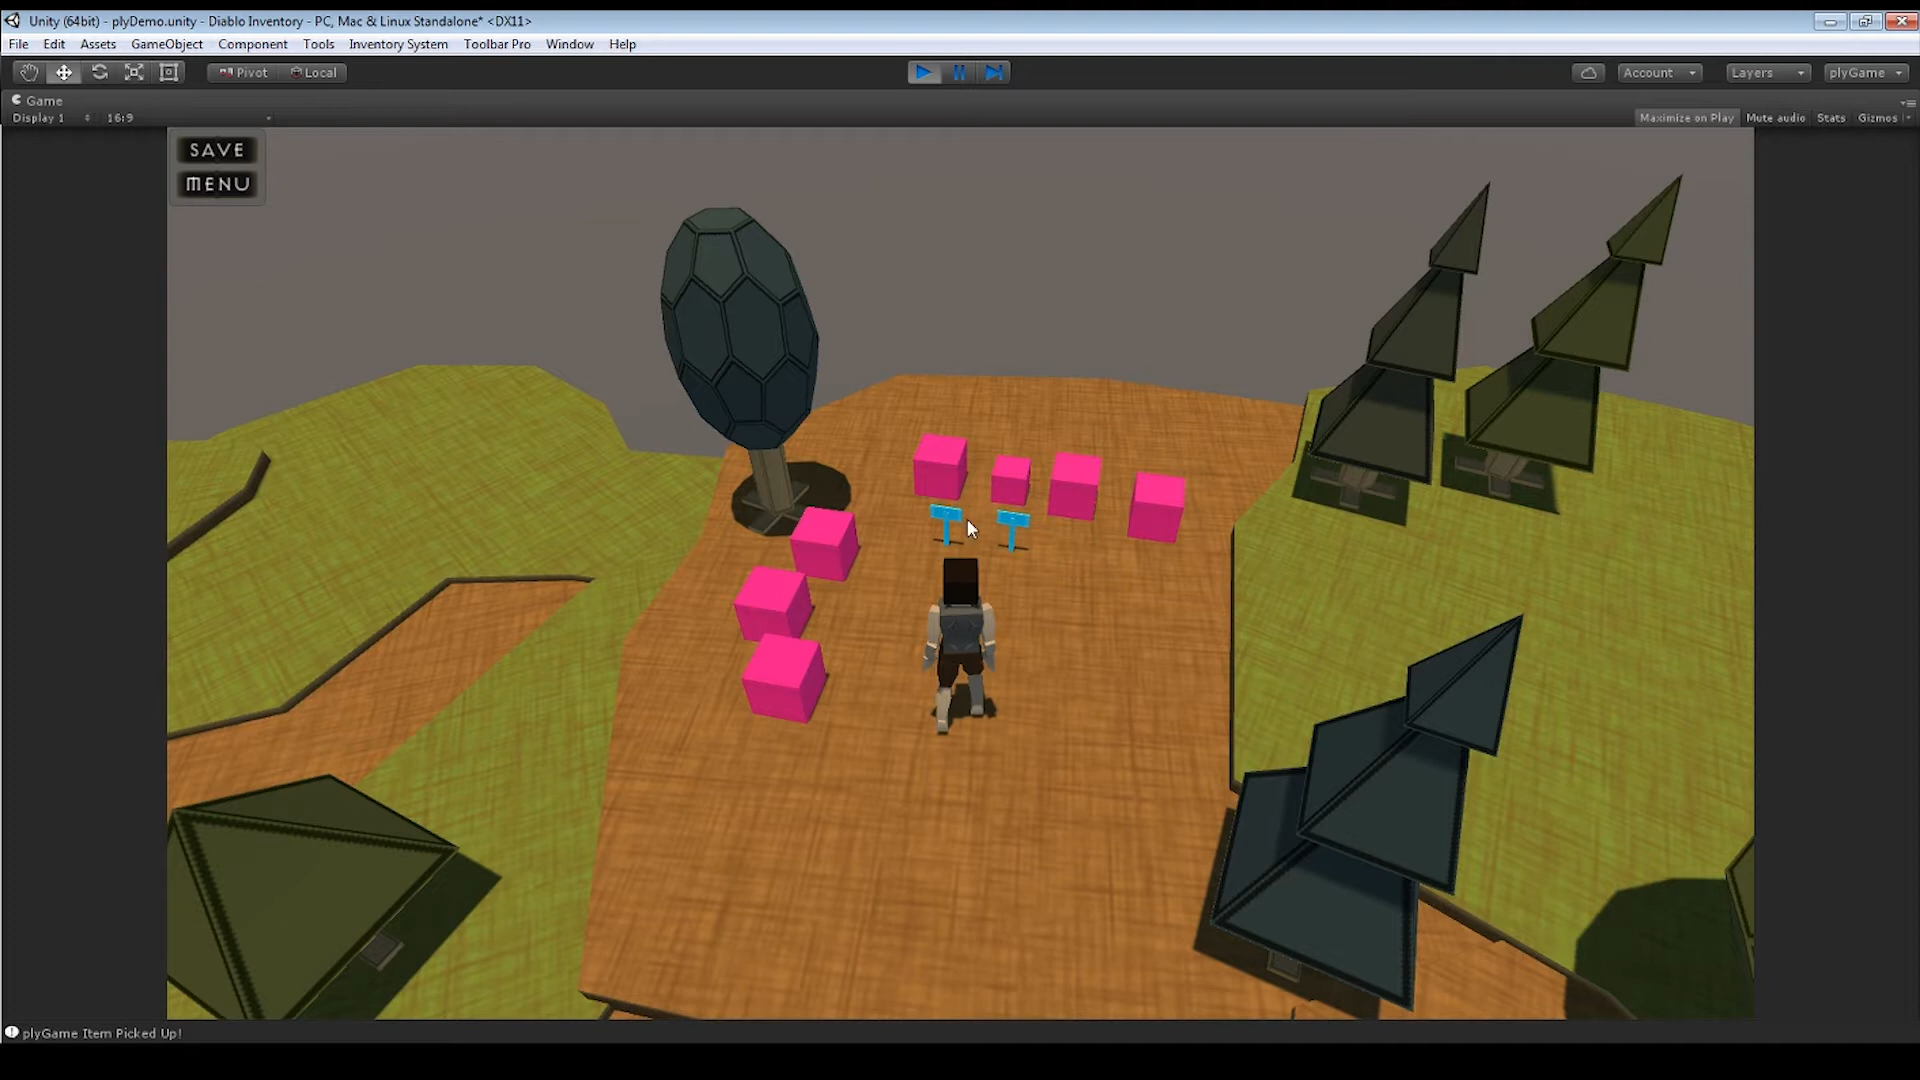 Unity (64bit) - plyDemo.unity - Diablo Inventory - PC, Mac & Linux Standalone* <DX11>
File Edit Assets GameObject Component Tools Inventory System Toolbar Pro Window Help
Pivot Local Account Layers plyGame
Game
Display 1 16:9 Maximize on Play Mute audio Stats Gizmos
SAVE
MENU
plyGame Item Picked Up!